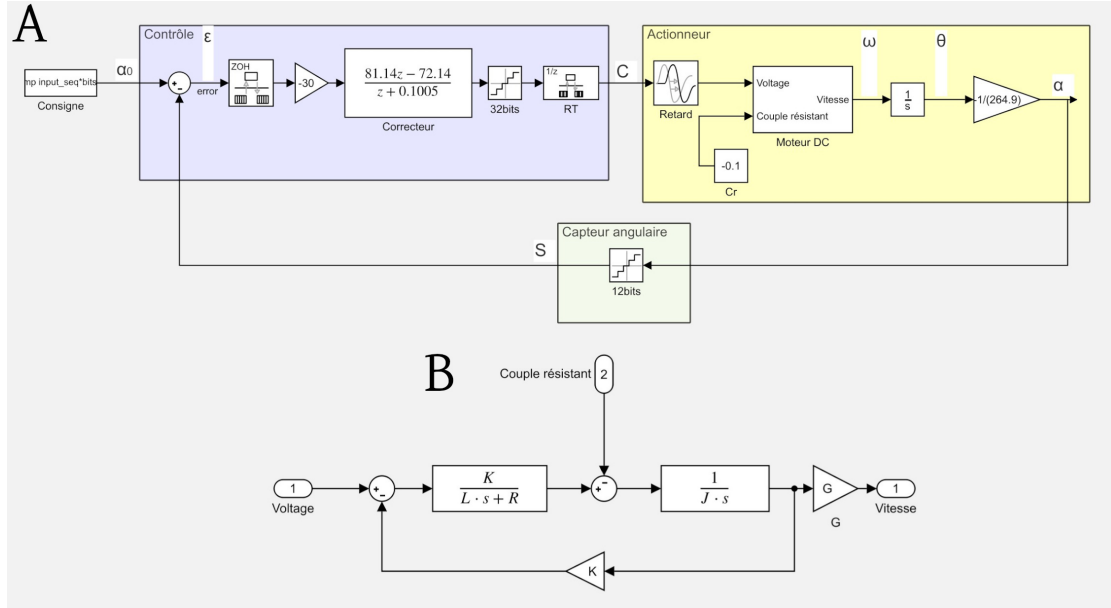 A
Contrôle
ε
α₀
mp input_seq*bits
Consigne
+
-
error
ZOH
-30
81.14z − 72.14
z + 0.1005
Correcteur
32bits
1/z
RT
C
Actionneur
Retard
Voltage
Vitesse
Couple résistant
Moteur DC
-0.1
Cr
ω
1
s
θ
-1/(264.9)
α
S
Capteur angulaire
12bits
B
Couple résistant
2
1
Voltage
+
-
K
L · s + R
+
-
1
J · s
G
G
1
Vitesse
K